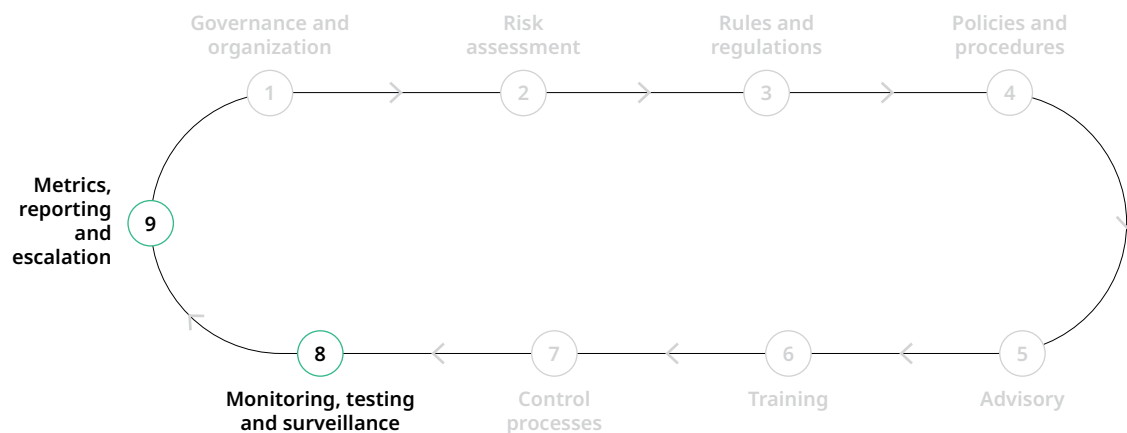 Governance and
organization
Risk
assessment
Rules and
regulations
Policies and
procedures
1
2
3
4
Metrics,
reporting
and
escalation
9
8
7
6
5
Monitoring, testing
and surveillance
Control
processes
Training
Advisory